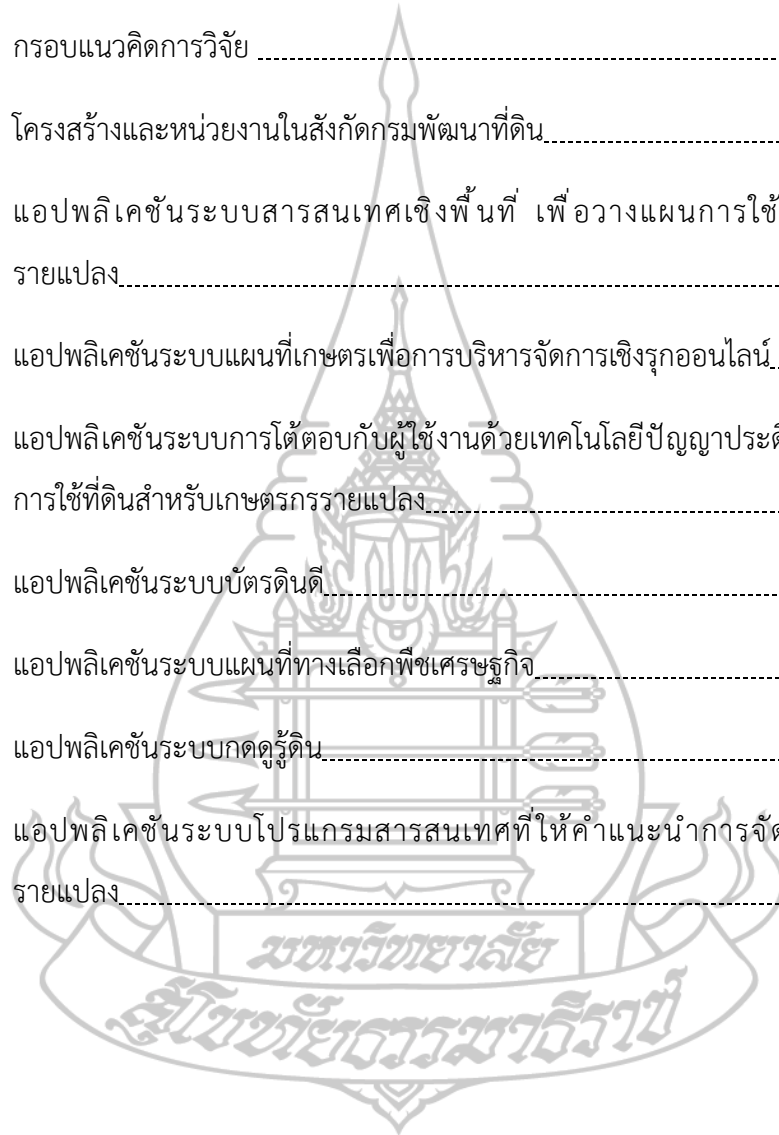 กรอบแนวคิดการวิจัย
โครงสร้างและหน่วยงานในสังกัดกรมพัฒนาที่ดิน
แอปพลิเคชันระบบสารสนเทศเชิงพื้นที่ เพื่อวางแผนการใช้
รายแปลง
แอปพลิเคชันระบบแผนที่เกษตรเพื่อการบริหารจัดการเชิงรุกออนไลน์
แอปพลิเคชันระบบการโต้ตอบกับผู้ใช้งานด้วยเทคโนโลยีปัญญาประดิ
การใช้ที่ดินสำหรับเกษตรกรรายแปลง
แอปพลิเคชันระบบบัตรดินดี
แอปพลิเคชันระบบแผนที่ทางเลือกพืชเศรษฐกิจ
แอปพลิเคชันระบบกดดูรู้ดิน
แอปพลิเคชันระบบโปรแกรมสารสนเทศที่ให้คำแนะนำการจัด
รายแปลง
มหาวิทยาลัย
สุโขทัยธรรมาธิราช